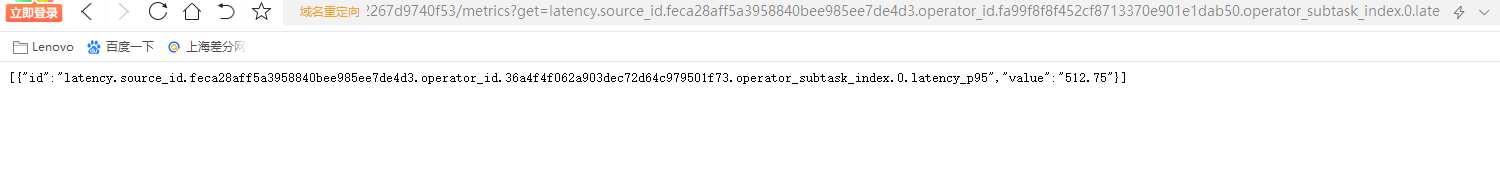 立即登录
域名重定向 2267d9740f53/metrics?get=latency.source_id.feca28aff5a3958840bee985ee7de4d3.operator_id.fa99f8f8f452cf8713370e901e1dab50.operator_subtask_index.0.late
Lenovo 百度一下 上海差分网
[{"id":"latency.source_id.feca28aff5a3958840bee985ee7de4d3.operator_id.36a4f4f062a903dec72d64c979501f73.operator_subtask_index.0.latency_p95","value":"512.75"}]